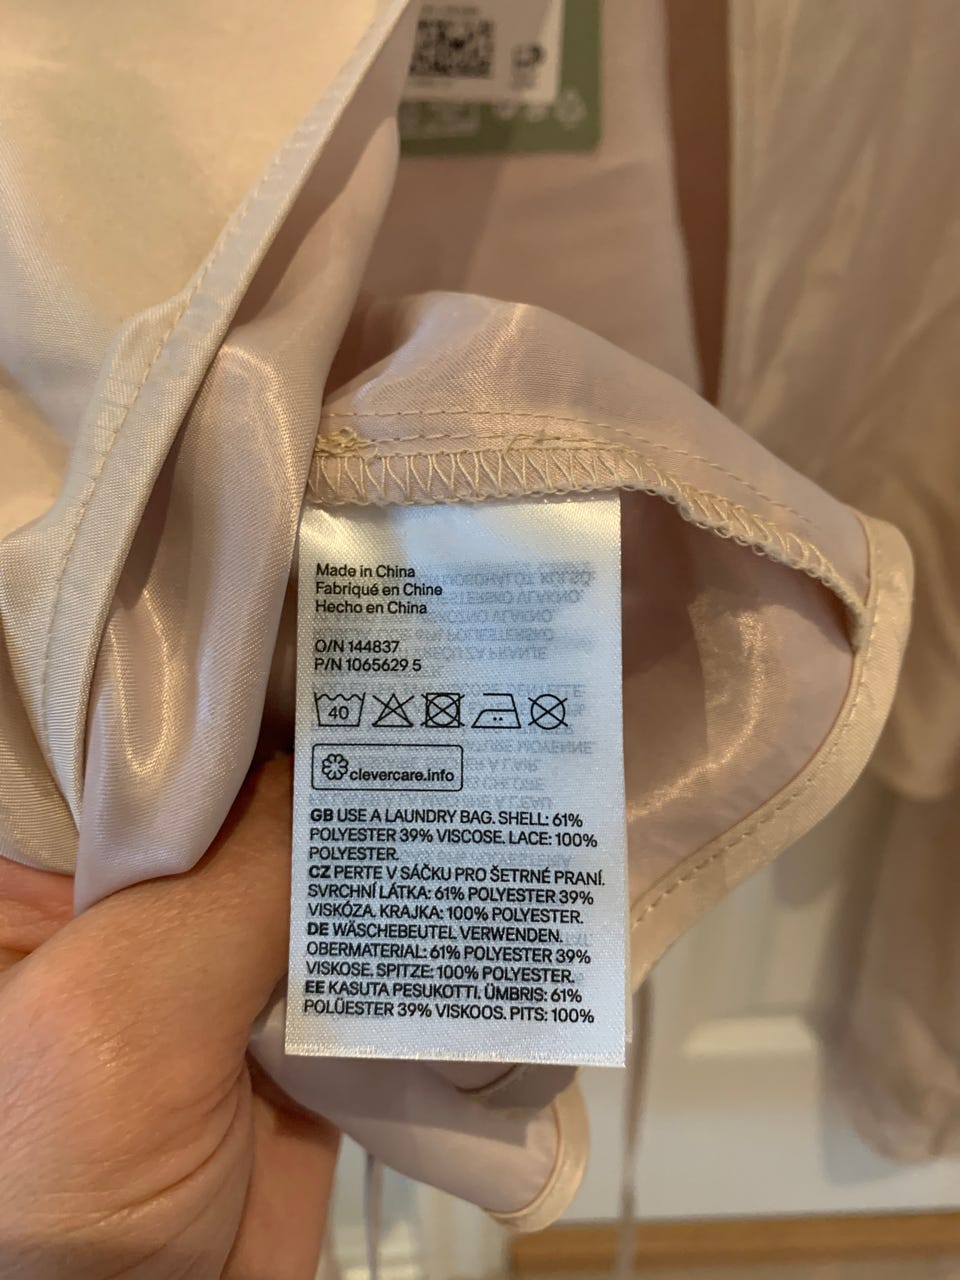 Made in China
Fabriqué en Chine
Hecho en China
O/N 144837
P/N 1065629 5
40
clevercare.info
GB USE A LAUNDRY BAG. SHELL: 61%
POLYESTER 39% VISCOSE. LACE: 100%
POLYESTER.
CZ PERTE V SÁČKU PRO ŠETRNÉ PRANÍ.
SVRCHNÍ LÁTKA: 61% POLYESTER 39%
VISKÓZA. KRAJKA: 100% POLYESTER.
DE WÄSCHEBEUTEL VERWENDEN.
OBERMATERIAL: 61% POLYESTER 39%
VISKOSE. SPITZE: 100% POLYESTER.
EE KASUTA PESUKOTTI. ÜMBRIS: 61%
POLÜESTER 39% VISKOOS. PITS: 100%